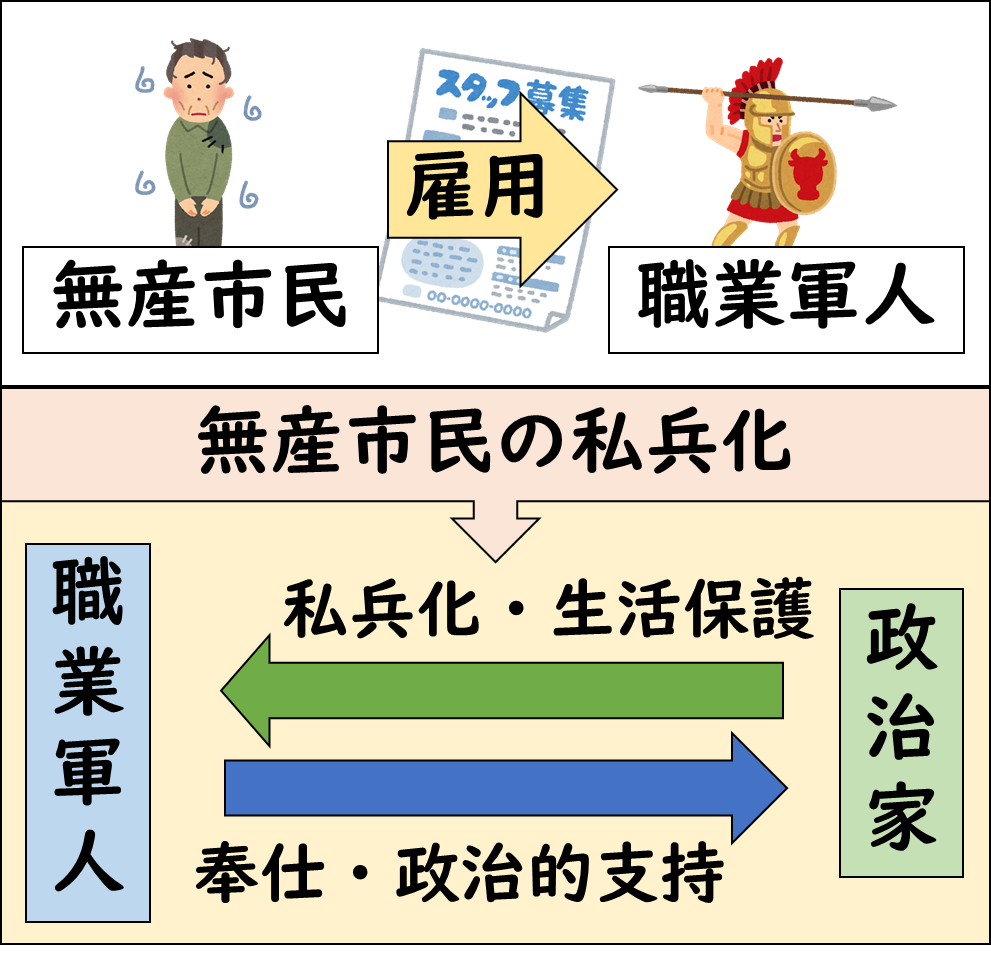 スタッフ募集
雇用
00-0000-0000
無産市民
職業軍人
無産市民の私兵化
職業軍人
私兵化・生活保護
政治家
奉仕・政治的支持